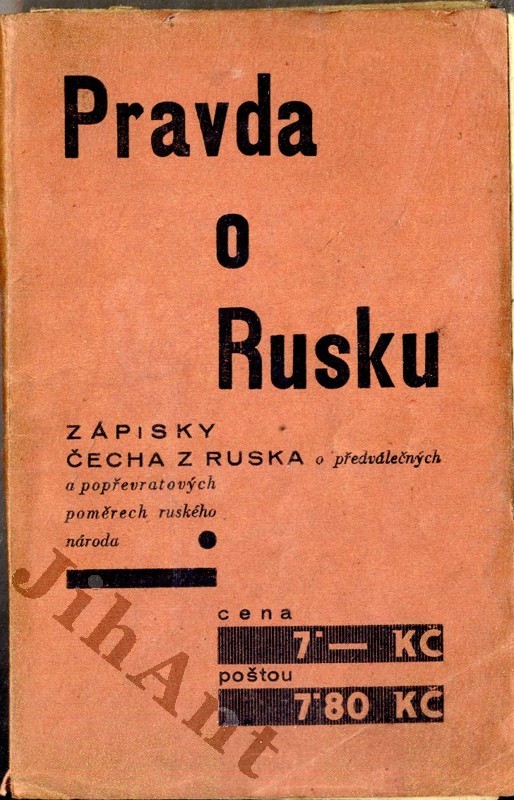 Pravda
o
Rusku
ZÁPISKY
ČECHA Z RUSKA o předválečných
a popřevratových
poměrech ruského
národa
cena
7·— KČ
poštou
7·80 KČ
JihAnt